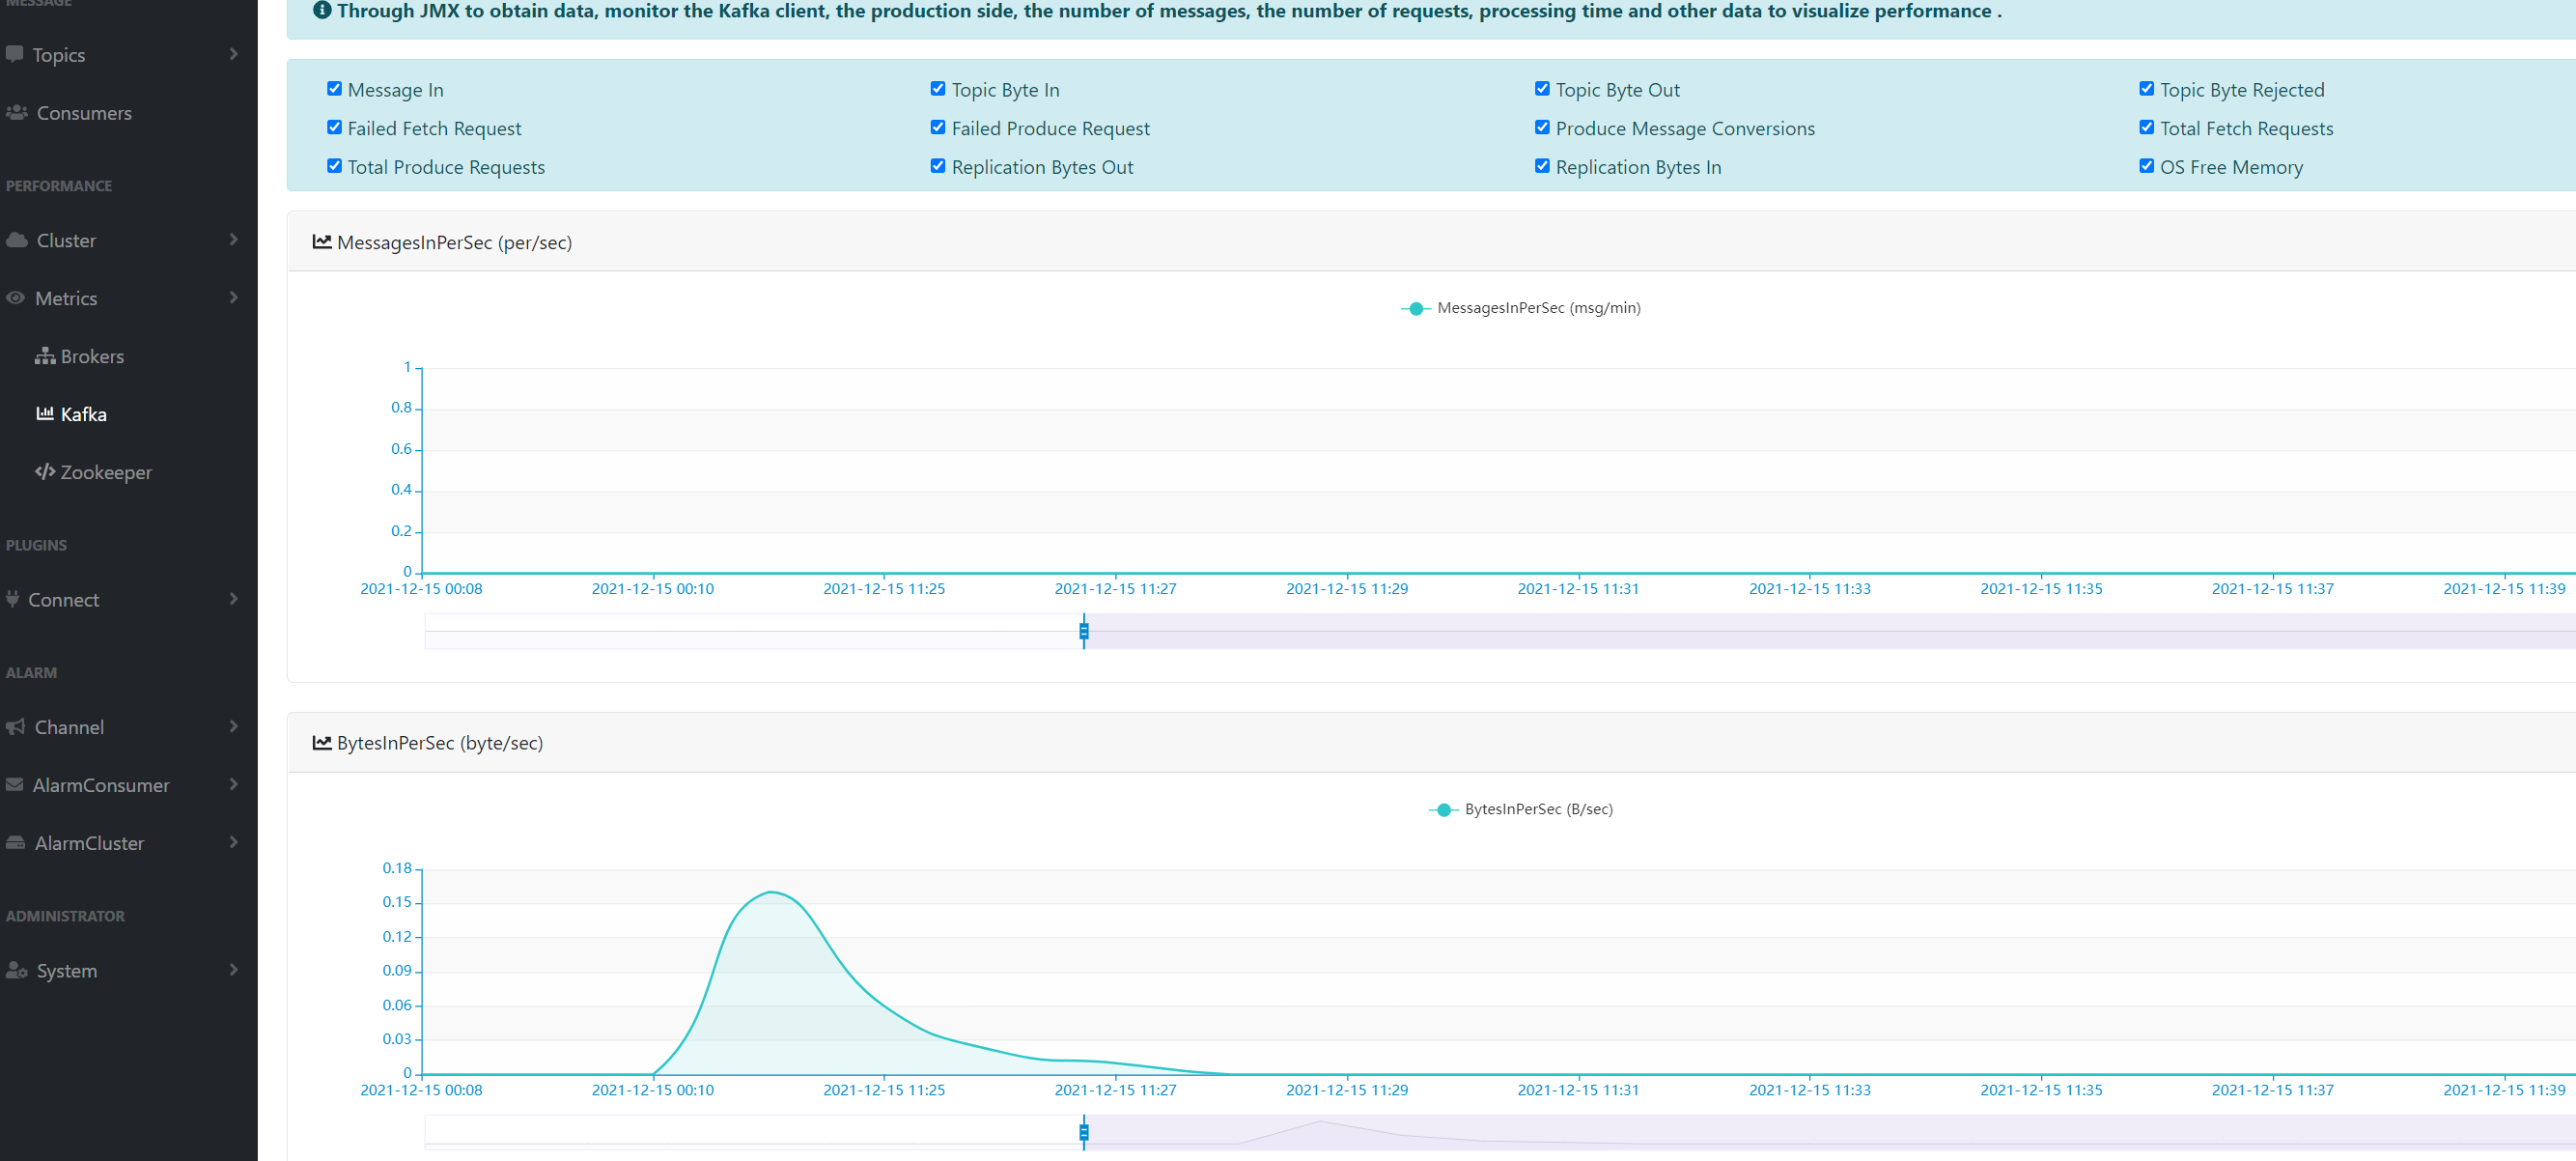 MESSAGE
Topics
Consumers
PERFORMANCE
Cluster
Metrics
Brokers
Kafka
Zookeeper
PLUGINS
Connect
ALARM
Channel
AlarmConsumer
AlarmCluster
ADMINISTRATOR
System
Through JMX to obtain data, monitor the Kafka client, the production side, the number of messages, the number of requests, processing time and other data to visualize performance .
Message In Topic Byte In Topic Byte Out Topic Byte Rejected
Failed Fetch Request Failed Produce Request Produce Message Conversions Total Fetch Requests
Total Produce Requests Replication Bytes Out Replication Bytes In OS Free Memory
MessagesInPerSec (per/sec)
MessagesInPerSec (msg/min)
1
0.8
0.6
0.4
0.2
0
2021-12-15 00:08 2021-12-15 00:10 2021-12-15 11:25 2021-12-15 11:27 2021-12-15 11:29 2021-12-15 11:31 2021-12-15 11:33 2021-12-15 11:35 2021-12-15 11:37 2021-12-15 11:39
BytesInPerSec (byte/sec)
BytesInPerSec (B/sec)
0.18
0.15
0.12
0.09
0.06
0.03
0
2021-12-15 00:08 2021-12-15 00:10 2021-12-15 11:25 2021-12-15 11:27 2021-12-15 11:29 2021-12-15 11:31 2021-12-15 11:33 2021-12-15 11:35 2021-12-15 11:37 2021-12-15 11:39